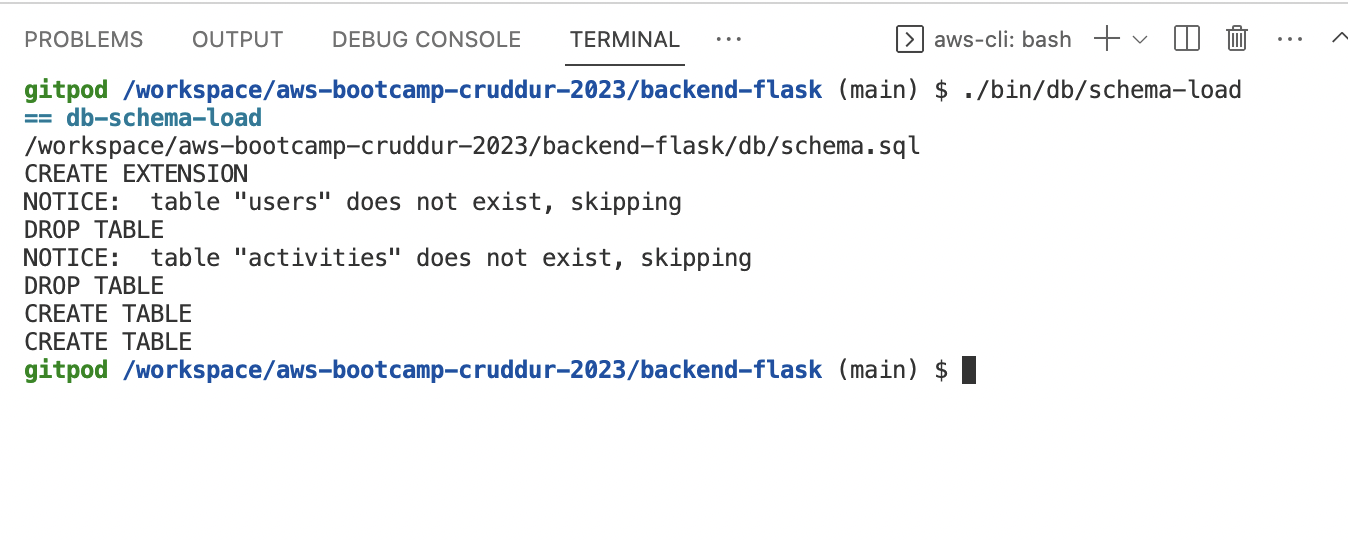 PROBLEMS OUTPUT DEBUG CONSOLE TERMINAL ··· aws-cli: bash
gitpod /workspace/aws-bootcamp-cruddur-2023/backend-flask (main) $ ./bin/db/schema-load
== db-schema-load
/workspace/aws-bootcamp-cruddur-2023/backend-flask/db/schema.sql
CREATE EXTENSION
NOTICE:  table "users" does not exist, skipping
DROP TABLE
NOTICE:  table "activities" does not exist, skipping
DROP TABLE
CREATE TABLE
CREATE TABLE
gitpod /workspace/aws-bootcamp-cruddur-2023/backend-flask (main) $